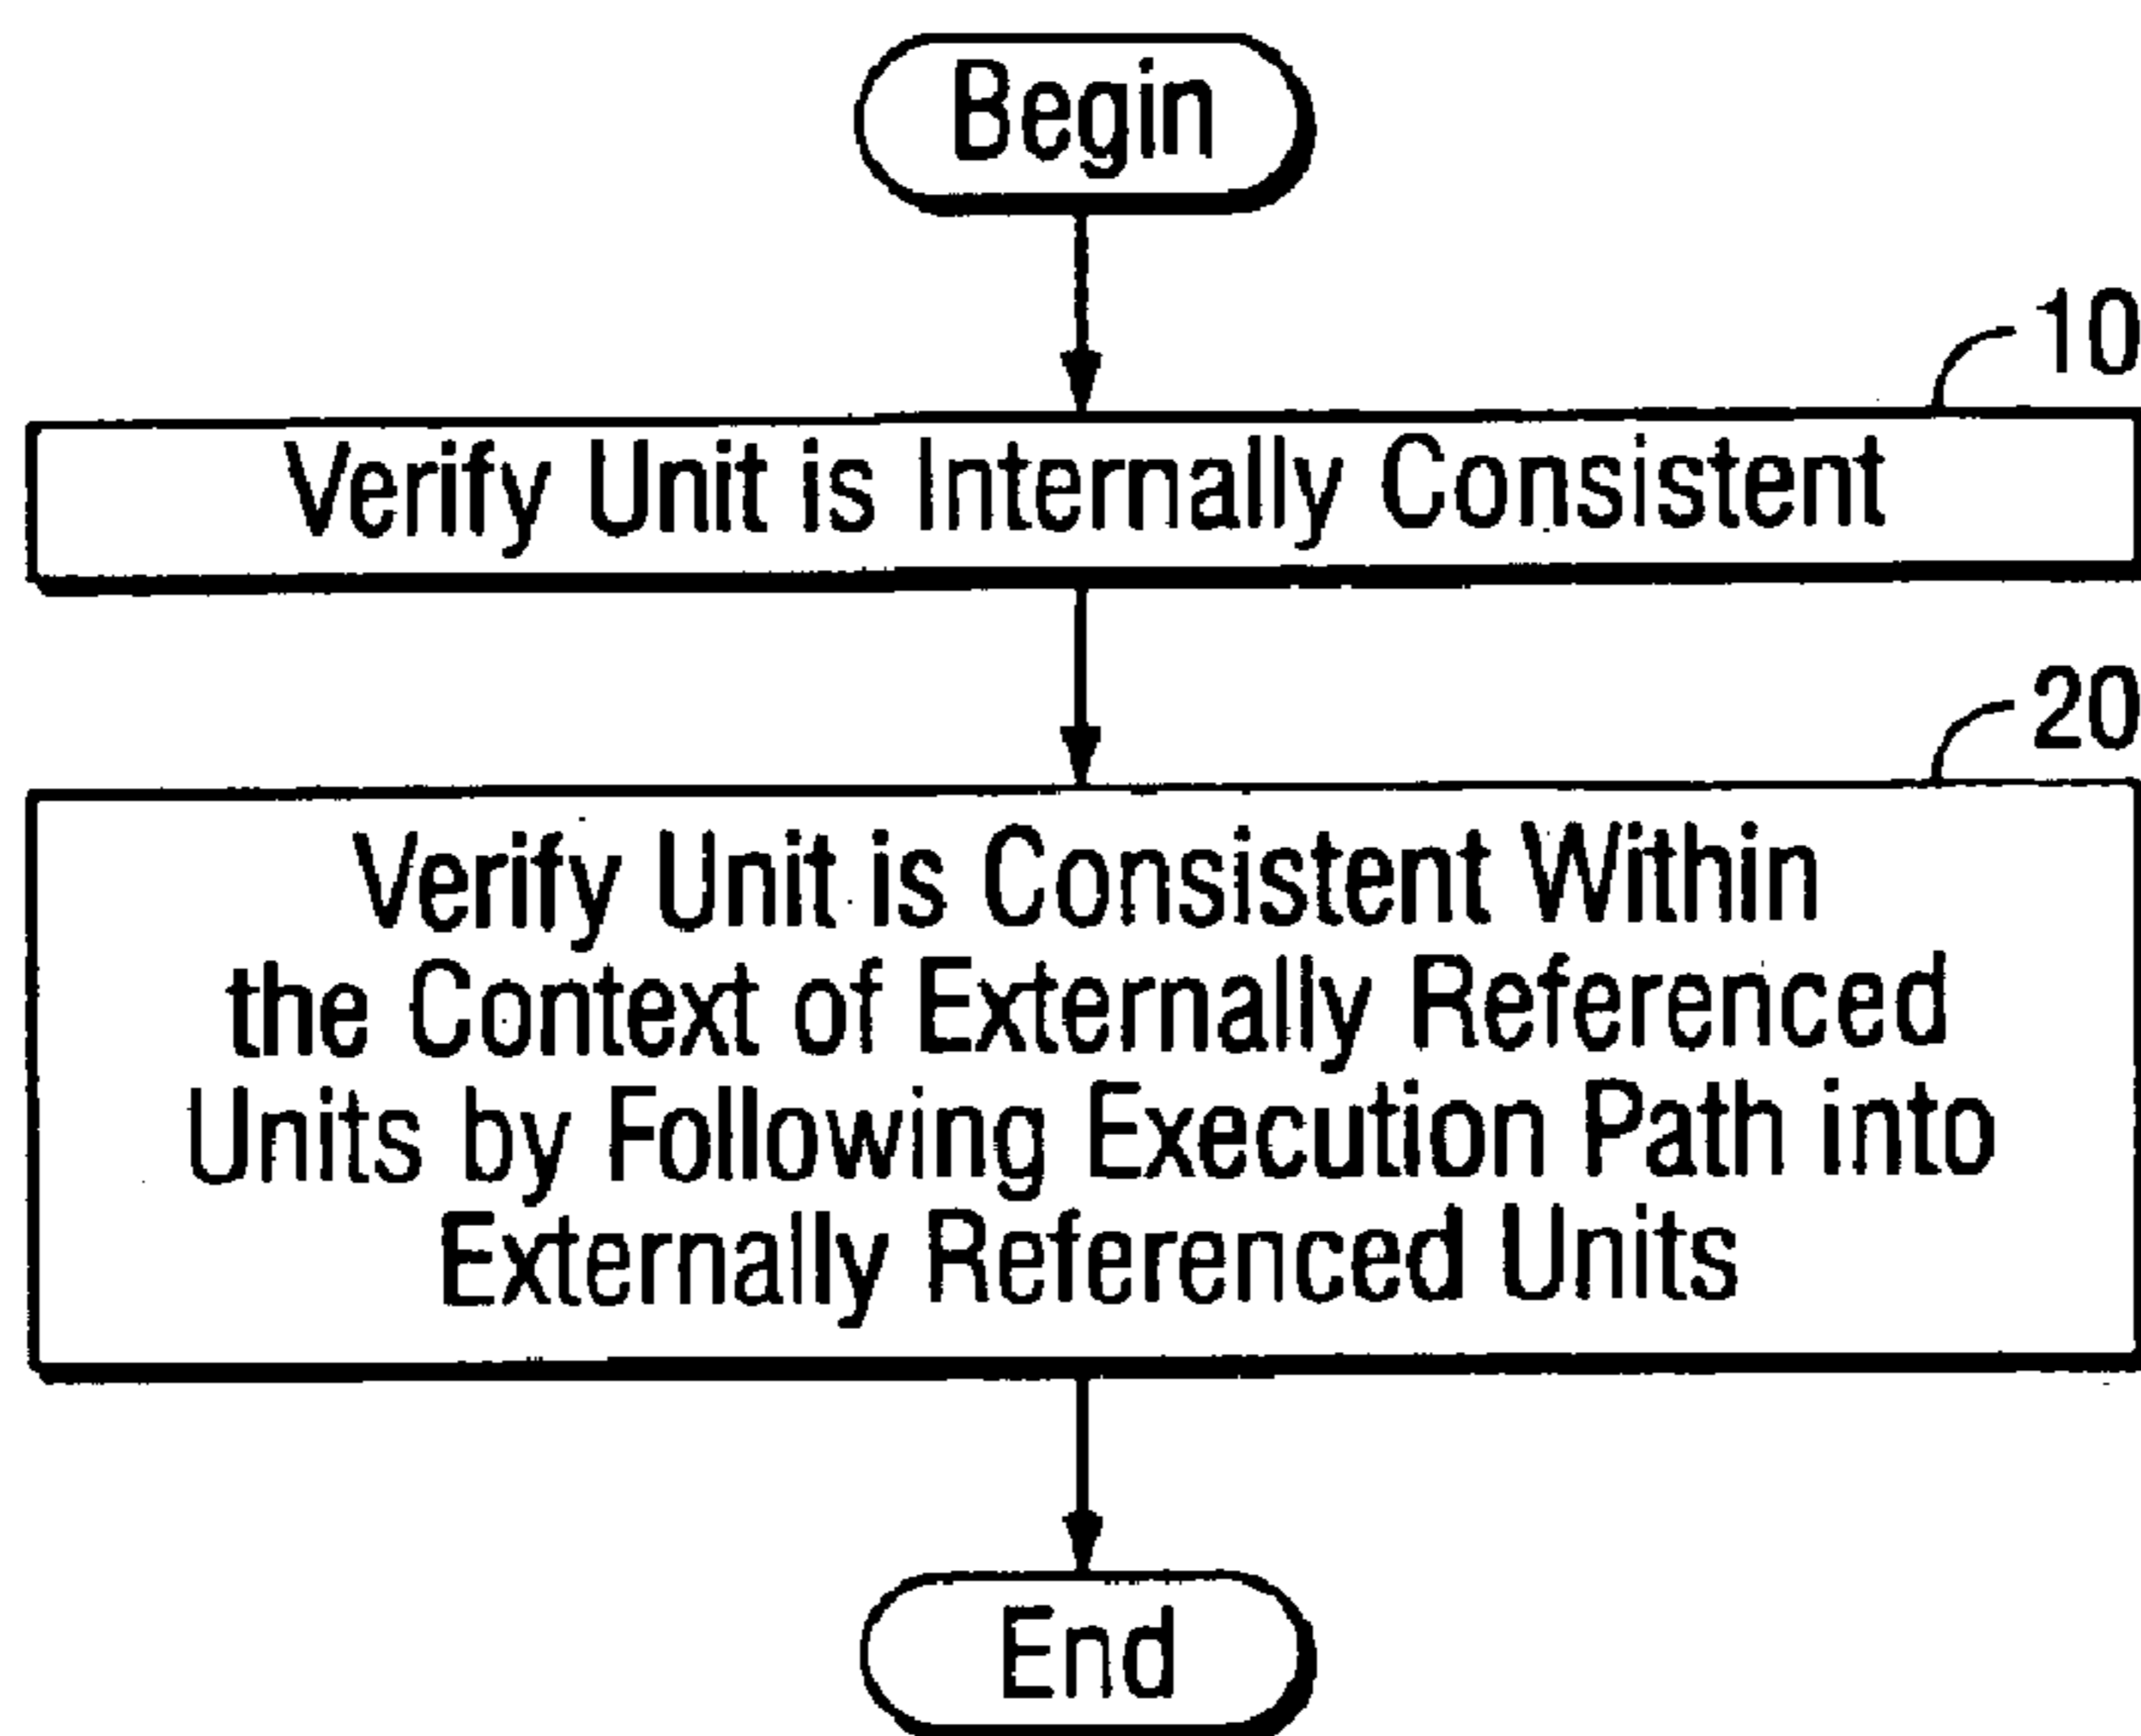 Begin
10
Verify Unit is Internally Consistent
20
Verify Unit is Consistent Within
the Context of Externally Referenced
Units by Following Execution Path into
Externally Referenced Units
End